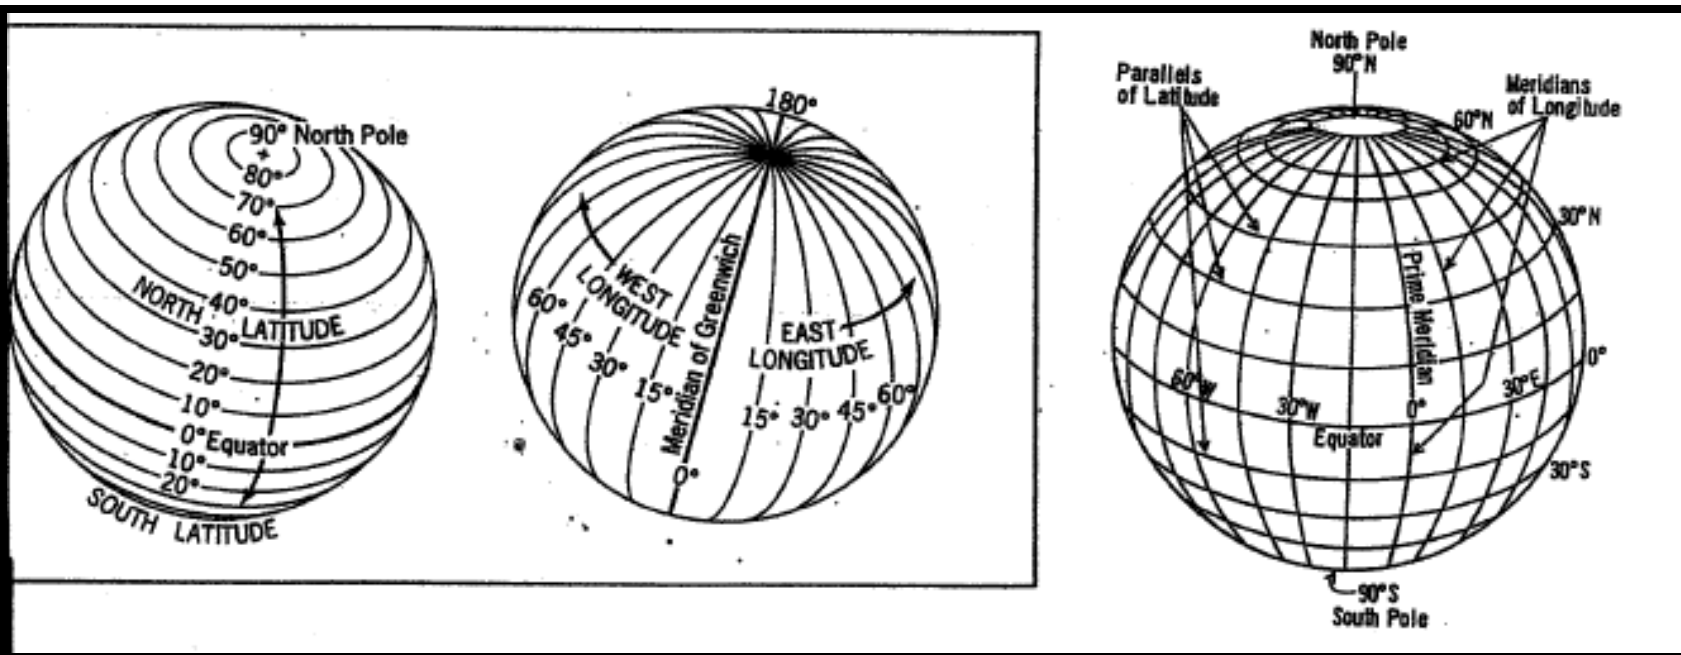 90° North Pole
80°
70°
60°
50°
40°
30°
20°
10°
0° Equator
10°
20°
NORTH LATITUDE
SOUTH LATITUDE
180°
WEST
LONGITUDE
60°
45°
30°
15°
Meridian of Greenwich
0°
EAST
LONGITUDE
15° 30° 45° 60°
North Pole
90°N
Parallels
of Latitude
Meridians
of Longitude
60°N
30°N
Prime Meridian
0°
60°W
30°W
0°
30°E
Equator
30°S
90°S
South Pole